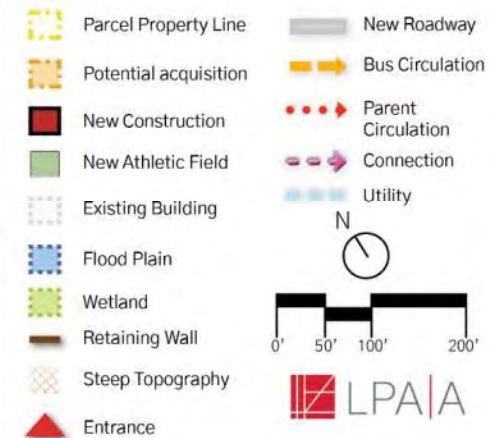 Parcel Property Line
Potential acquisition
New Construction
New Athletic Field
Existing Building
Flood Plain
Wetland
Retaining Wall
Steep Topography
Entrance
New Roadway
Bus Circulation
Parent
Circulation
Connection
Utility
N
0' 50' 100' 200'
LPA|A